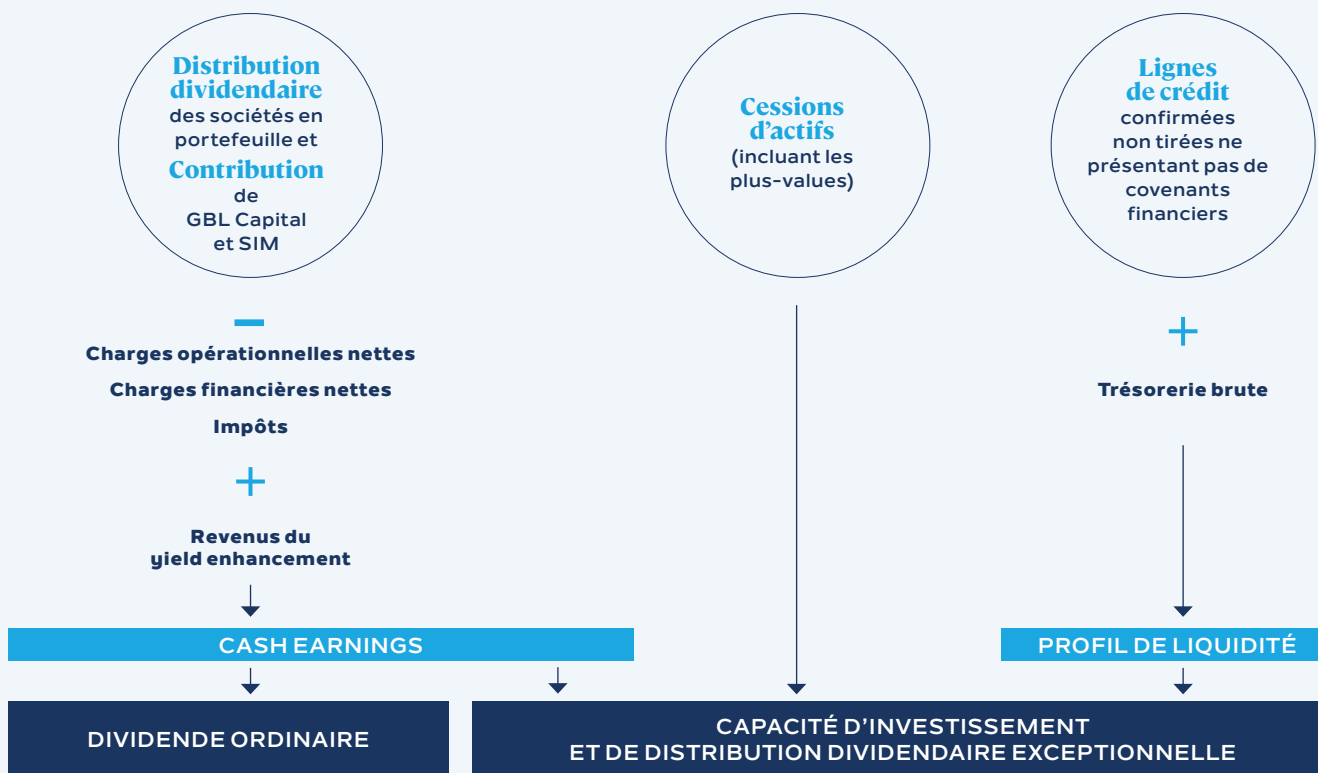 Distribution
dividendaire
des sociétés en
portefeuille et
Contribution
de
GBL Capital
et SIM
Cessions
d’actifs
(incluant les
plus-values)
Lignes
de crédit
confirmées
non tirées ne
présentant pas de
covenants
financiers
–
Charges opérationnelles nettes
Charges financières nettes
Impôts
+
Revenus du
yield enhancement
+
Trésorerie brute
CASH EARNINGS
PROFIL DE LIQUIDITÉ
DIVIDENDE ORDINAIRE
CAPACITÉ D’INVESTISSEMENT
ET DE DISTRIBUTION DIVIDENDAIRE EXCEPTIONNELLE